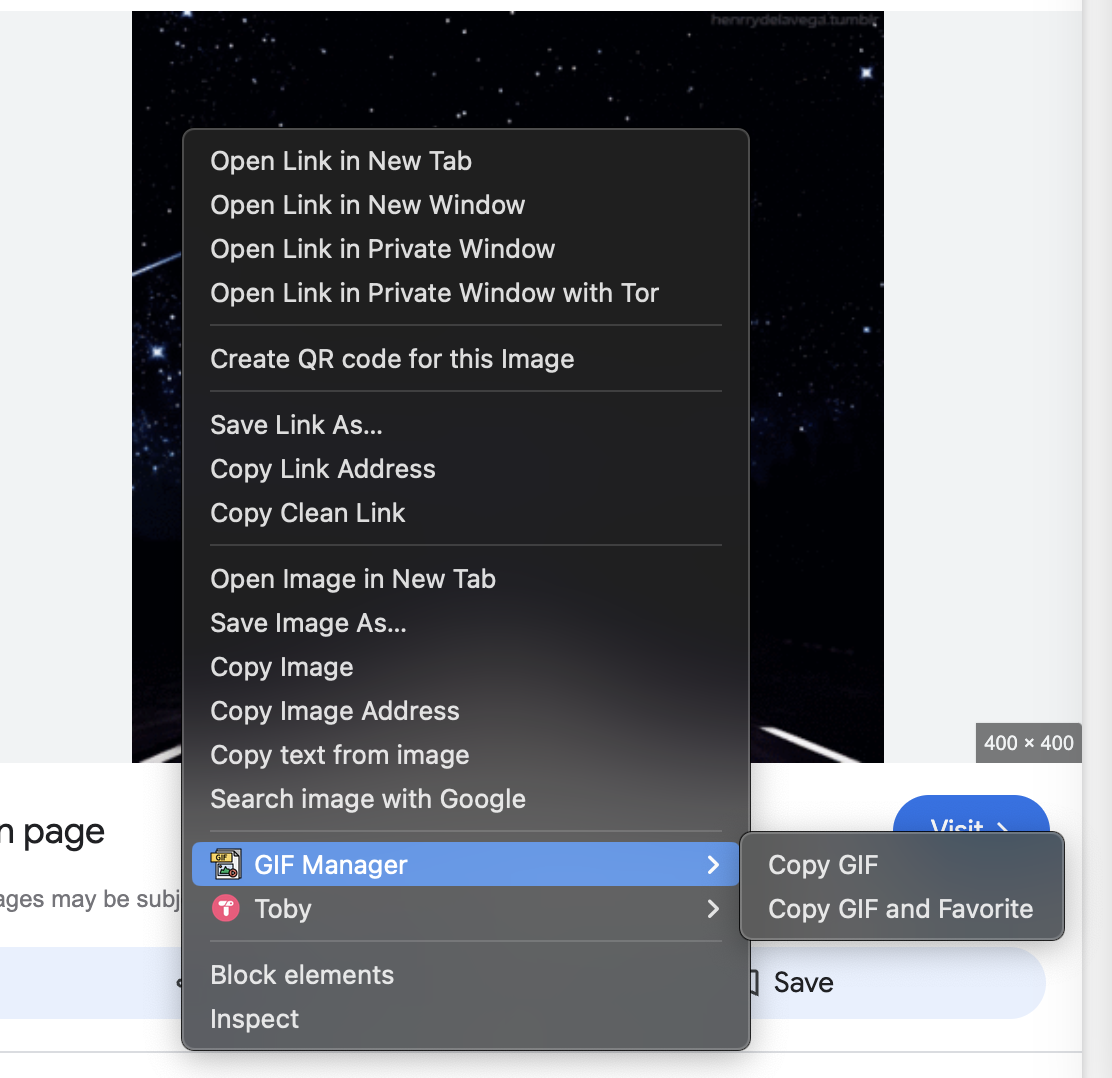 henrrydelavega.tumblr
Open Link in New Tab
Open Link in New Window
Open Link in Private Window
Open Link in Private Window with Tor
Create QR code for this Image
Save Link As...
Copy Link Address
Copy Clean Link
Open Image in New Tab
Save Image As...
Copy Image
Copy Image Address
Copy text from image
Search image with Google
400 × 400
n page
Visit
GIF
GIF Manager
Copy GIF
ages may be subj
Toby
Copy GIF and Favorite
Block elements
Save
Inspect